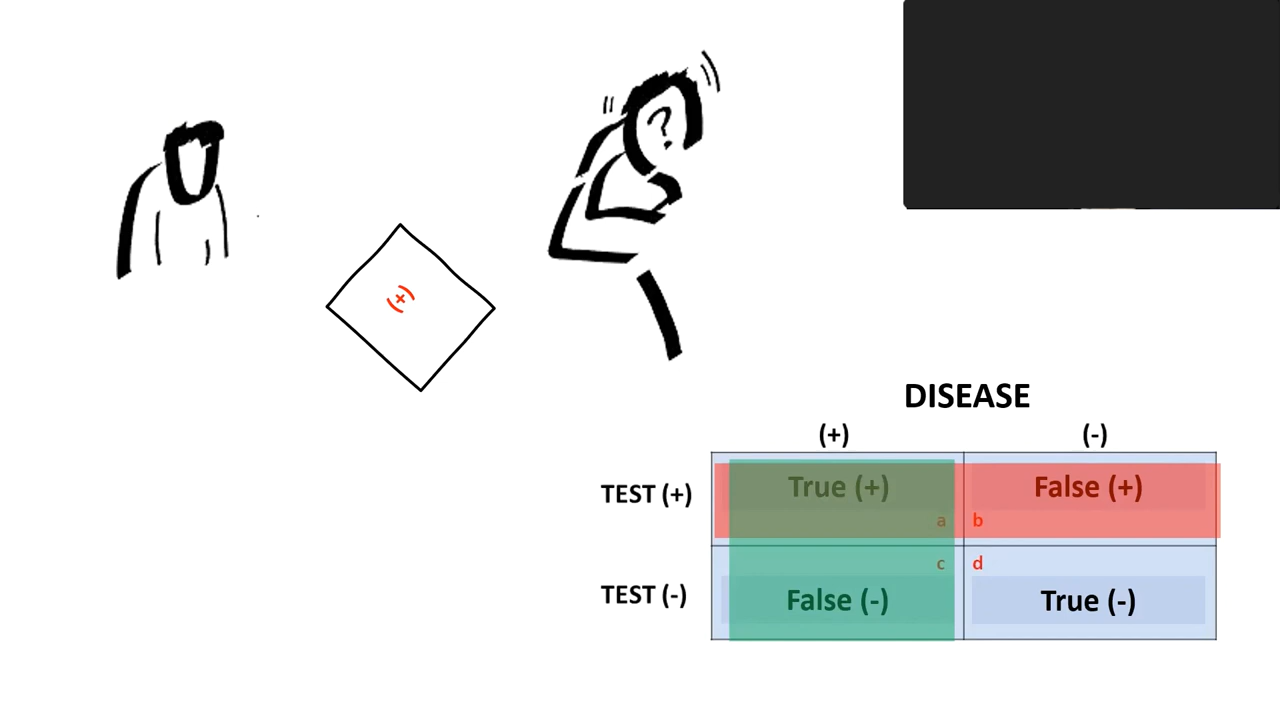 ?
(+)
DISEASE
(+) (-)
TEST (+) True (+) False (+)
a b
c d
TEST (-) False (-) True (-)